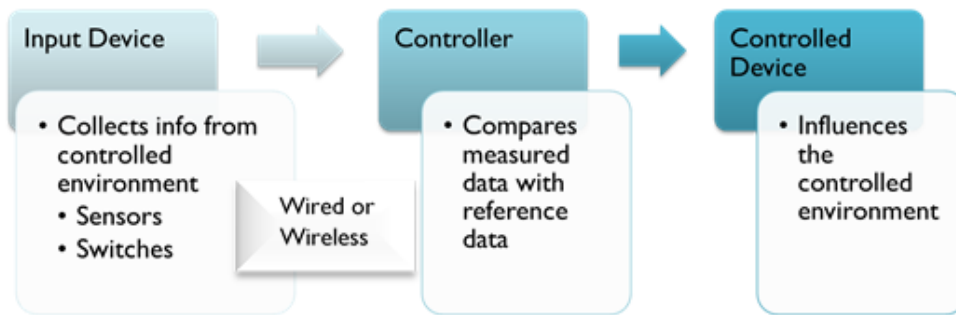 Input Device
• Collects info from
controlled
environment
• Sensors
• Switches
Wired or
Wireless
Controller
• Compares
measured
data with
reference
data
Controlled
Device
• Influences
the
controlled
environment